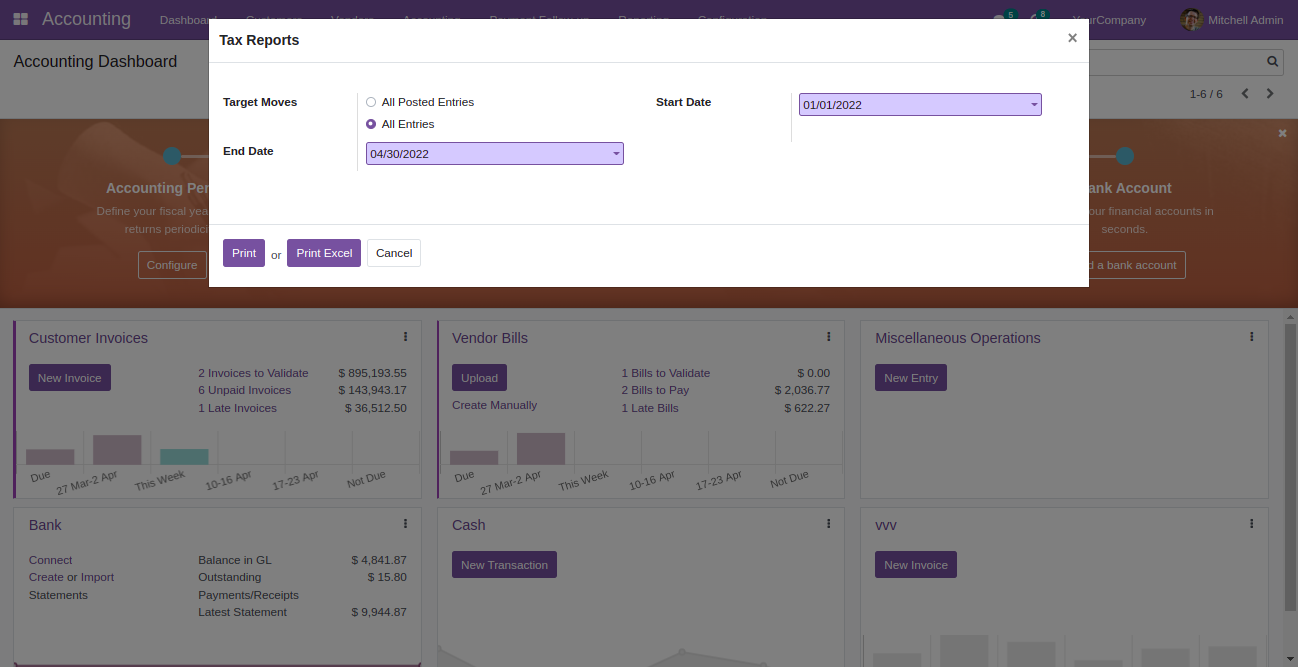 Accounting
Dashboard Customers Vendors Accounting Payment Follow-up Reporting Configuration
5 8
YourCompany Mitchell Admin
Accounting Dashboard
1-6 / 6
Tax Reports
×
Target Moves
All Posted Entries
All Entries
Start Date
01/01/2022
End Date
04/30/2022
Print or Print Excel Cancel
Accounting Per
Define your fiscal yea
returns periodici
Configure
ank Account
our financial accounts in
seconds.
d a bank account
Customer Invoices
New Invoice
2 Invoices to Validate $ 895,193.55
6 Unpaid Invoices $ 143,943.17
1 Late Invoices $ 36,512.50
Due 27 Mar-2 Apr This Week 10-16 Apr 17-23 Apr Not Due
Vendor Bills
Upload
Create Manually
1 Bills to Validate $ 0.00
2 Bills to Pay $ 2,036.77
1 Late Bills $ 622.27
Due 27 Mar-2 Apr This Week 10-16 Apr 17-23 Apr Not Due
Miscellaneous Operations
New Entry
Bank
Connect
Create or Import
Statements
Balance in GL $ 4,841.87
Outstanding $ 15.80
Payments/Receipts
Latest Statement $ 9,944.87
Cash
New Transaction
vvv
New Invoice